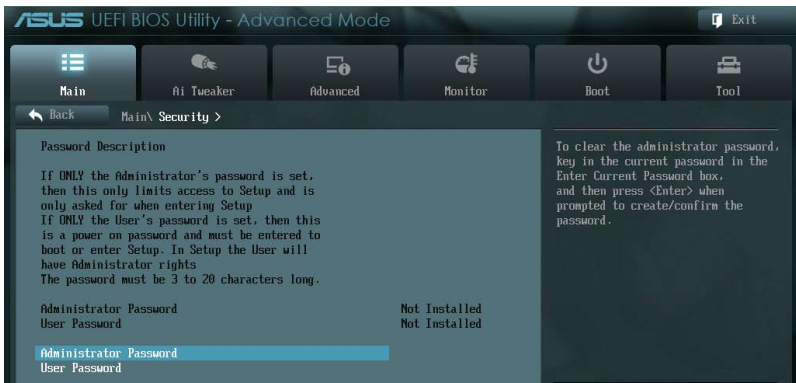 ASUS UEFI BIOS Utility - Advanced Mode
Exit
Main
Ai Tweaker
Advanced
Monitor
Boot
Tool
Back
Main\ Security >
Password Description
If ONLY the Administrator's password is set,
then this only limits access to Setup and is
only asked for when entering Setup
If ONLY the User's password is set, then this
is a power on password and must be entered to
boot or enter Setup. In Setup the User will
have Administrator rights
The password must be 3 to 20 characters long.
Administrator Password Not Installed
User Password Not Installed
Administrator Password
User Password
To clear the administrator password,
key in the current password in the
Enter Current Password box,
and then press <Enter> when
prompted to create/confirm the
password.